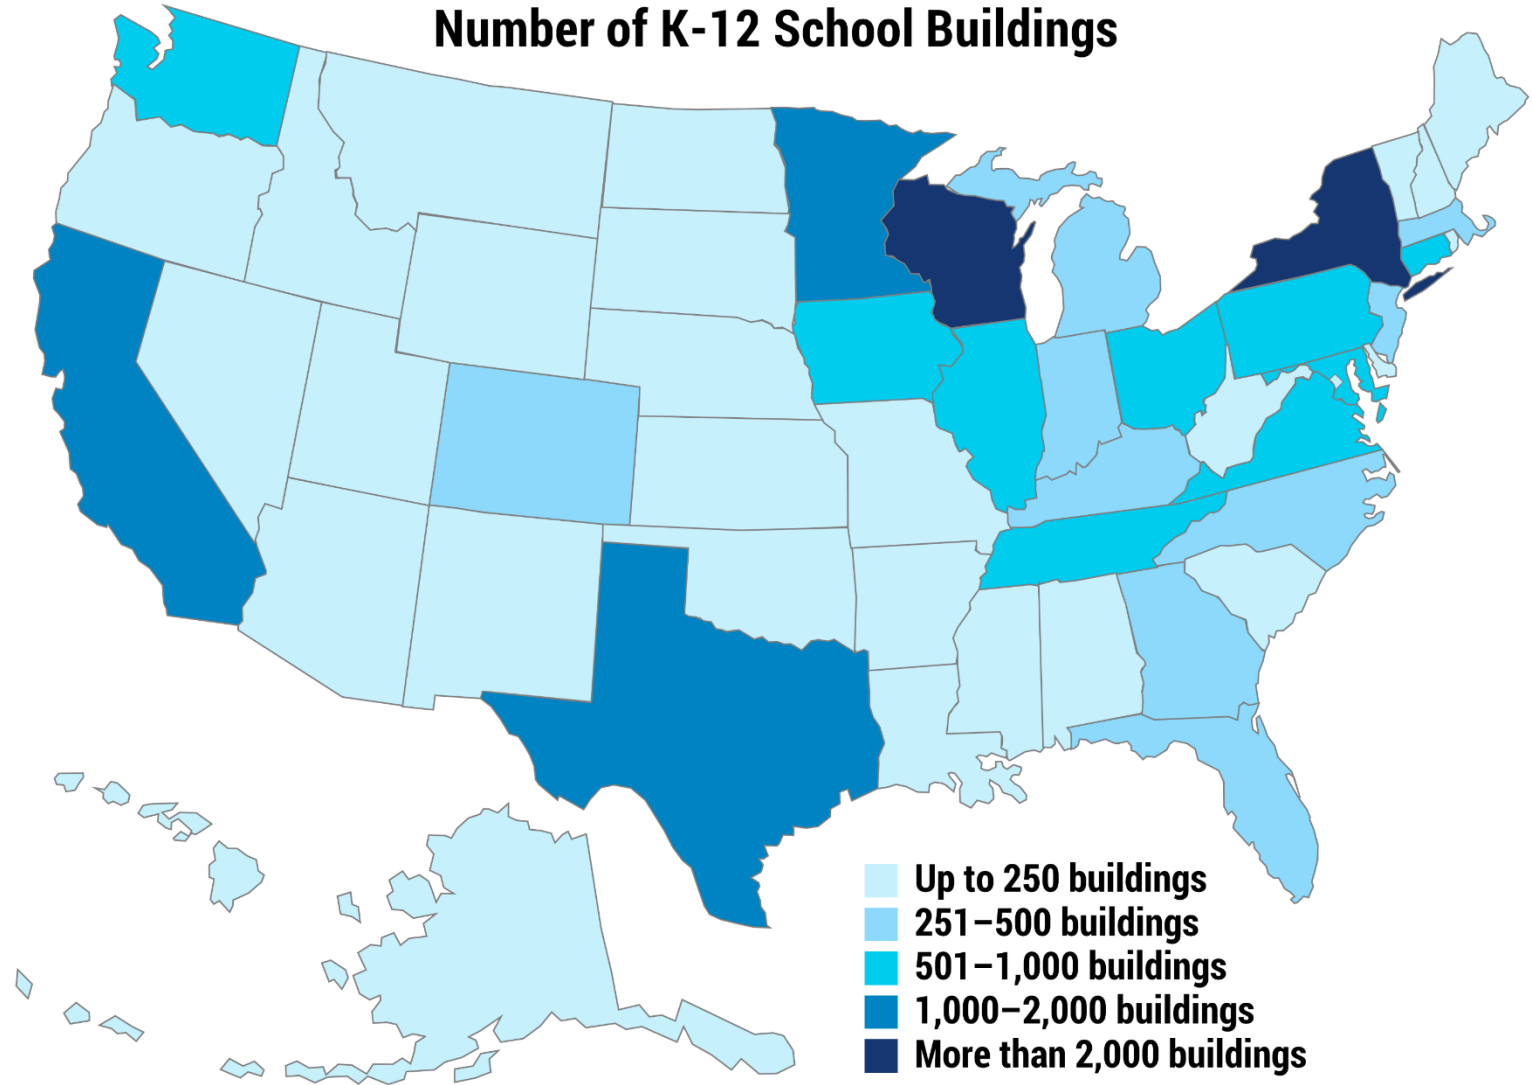 Number of K-12 School Buildings
Up to 250 buildings
251–500 buildings
501–1,000 buildings
1,000–2,000 buildings
More than 2,000 buildings